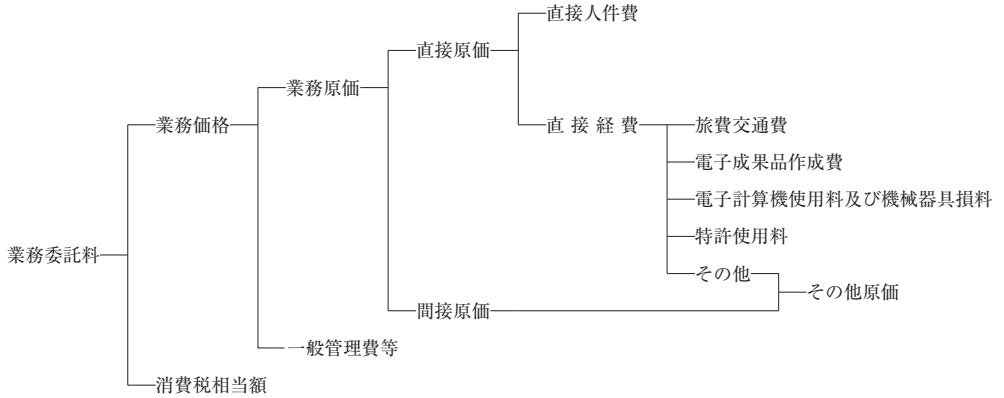 直接人件費
直接原価
業務原価
業務価格
直接経費
旅費交通費
電子成果品作成費
電子計算機使用料及び機械器具損料
特許使用料
業務委託料
その他
その他原価
間接原価
一般管理費等
消費税相当額